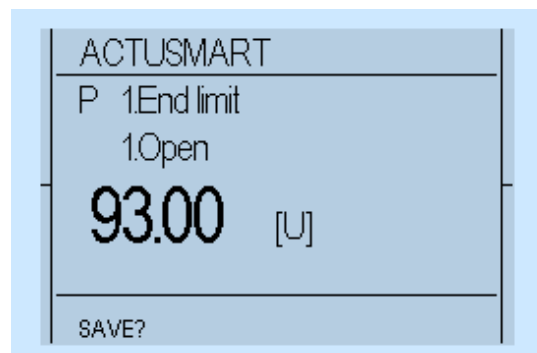 ACTUSMART
P 1.End limit
1.Open
93.00 [U]
SAVE?